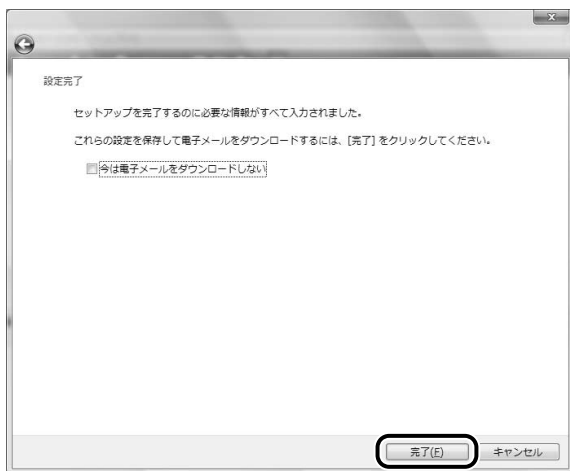 設定完了
セットアップを完了するのに必要な情報がすべて入力されました。
これらの設定を保存して電子メールをダウンロードするには、[完了] をクリックしてください。
今は電子メールをダウンロードしない
完了(F) キャンセル